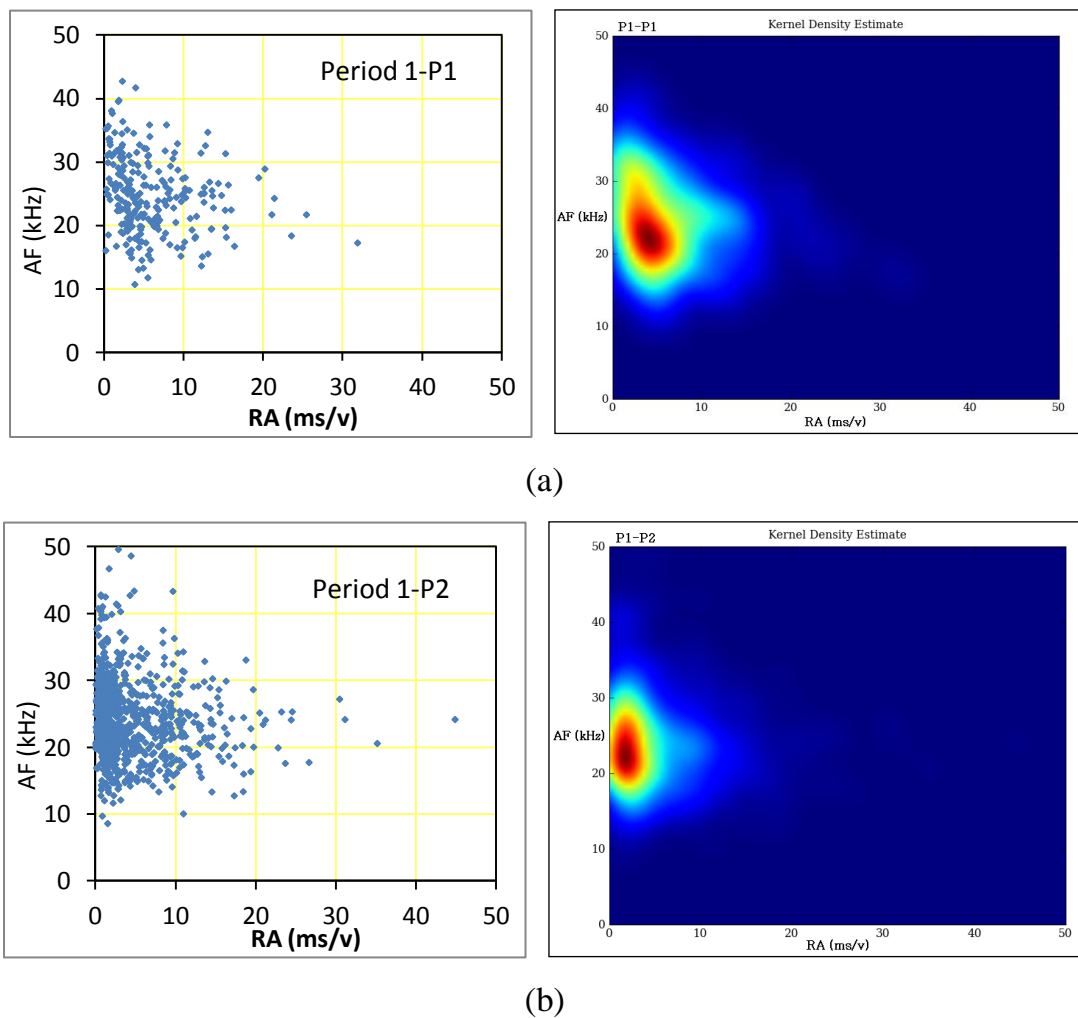 Period 1-P1
AF (kHz)
50
40
30
20
10
0
0 10 20 30 40 50
RA (ms/v)
P1-P1 Kernel Density Estimate
50
40
30
AF (kHz)
20
10
0
0 10 20 30 40 50
RA (ms/v)
(a)
Period 1-P2
AF (kHz)
50
40
30
20
10
0
0 10 20 30 40 50
RA (ms/v)
P1-P2 Kernel Density Estimate
50
40
30
AF (kHz)
20
10
0
0 10 20 30 40 50
RA (ms/v)
(b)